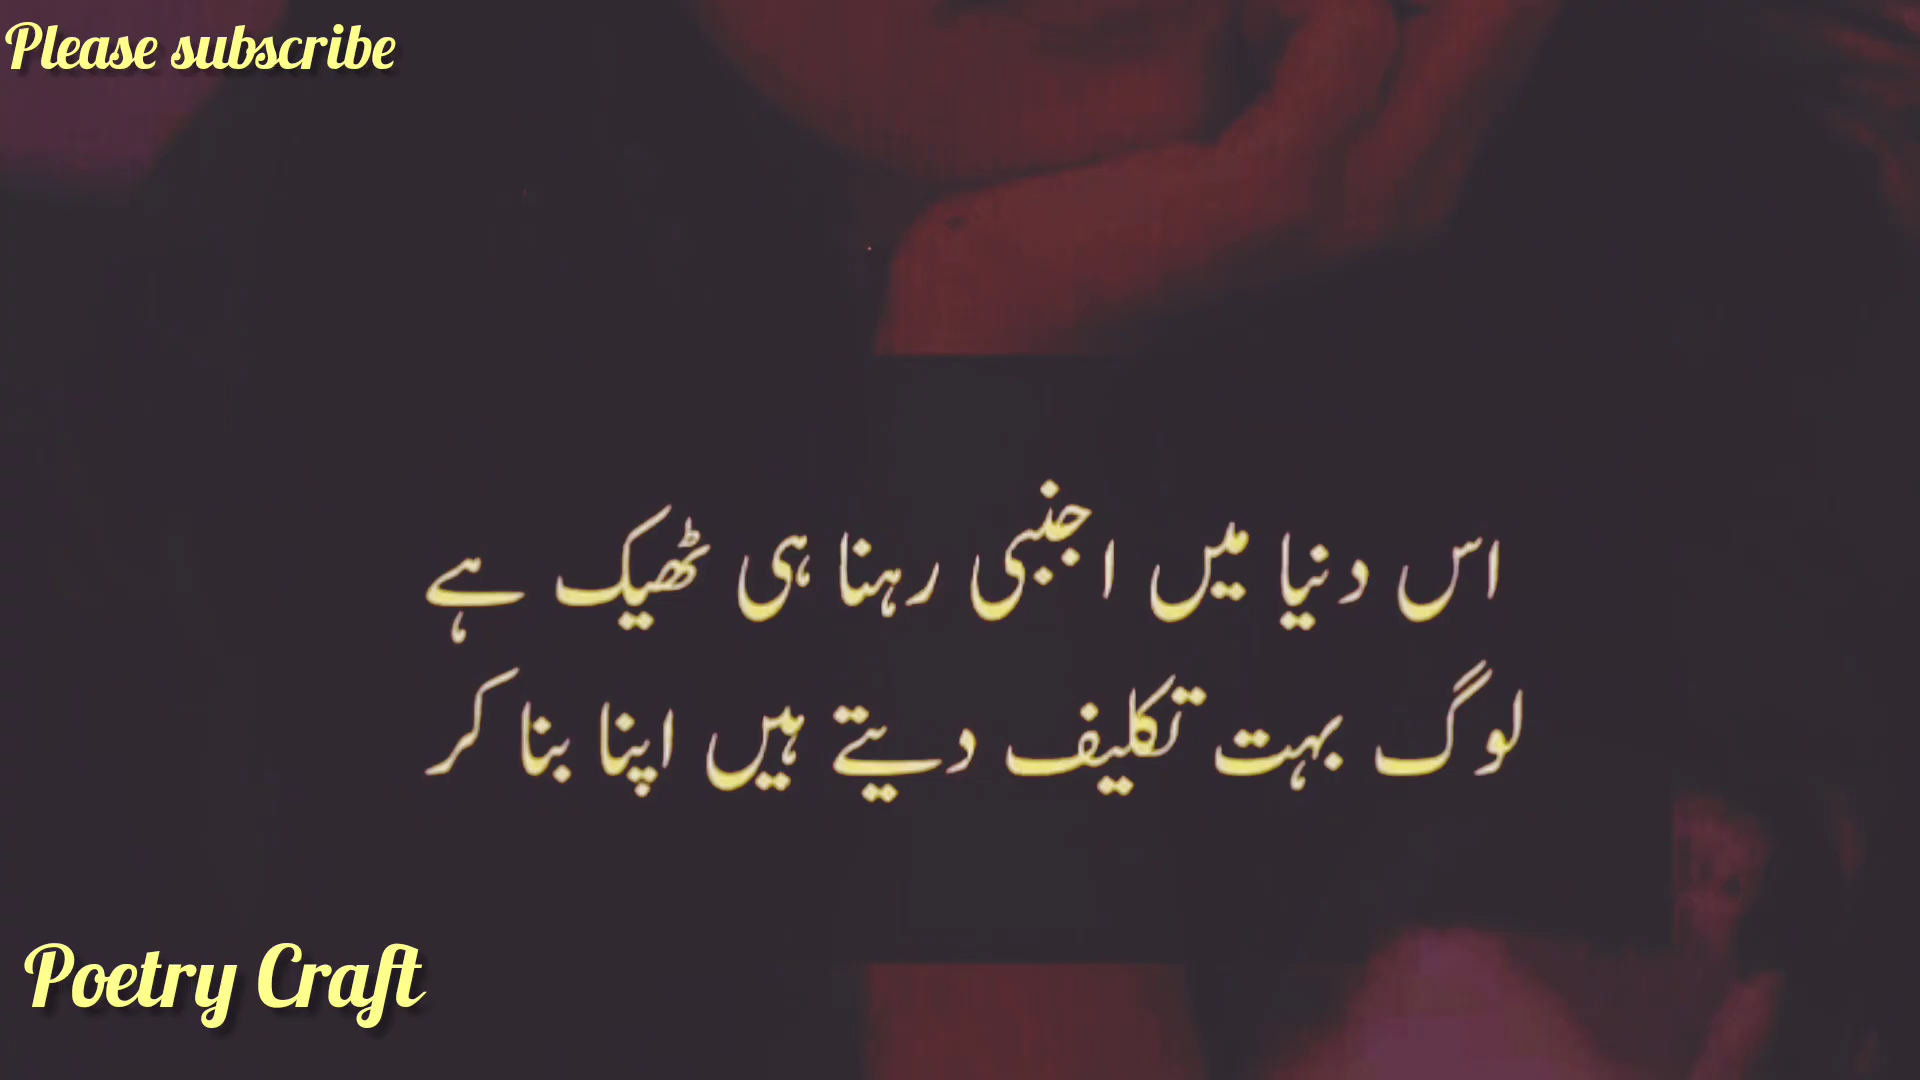 Please subscribe
اس دنیا میں اجنبی رہنا ہی ٹھیک ہے
لوگ بہت تکلیف دیتے ہیں اپنا بنا کر
Poetry Craft